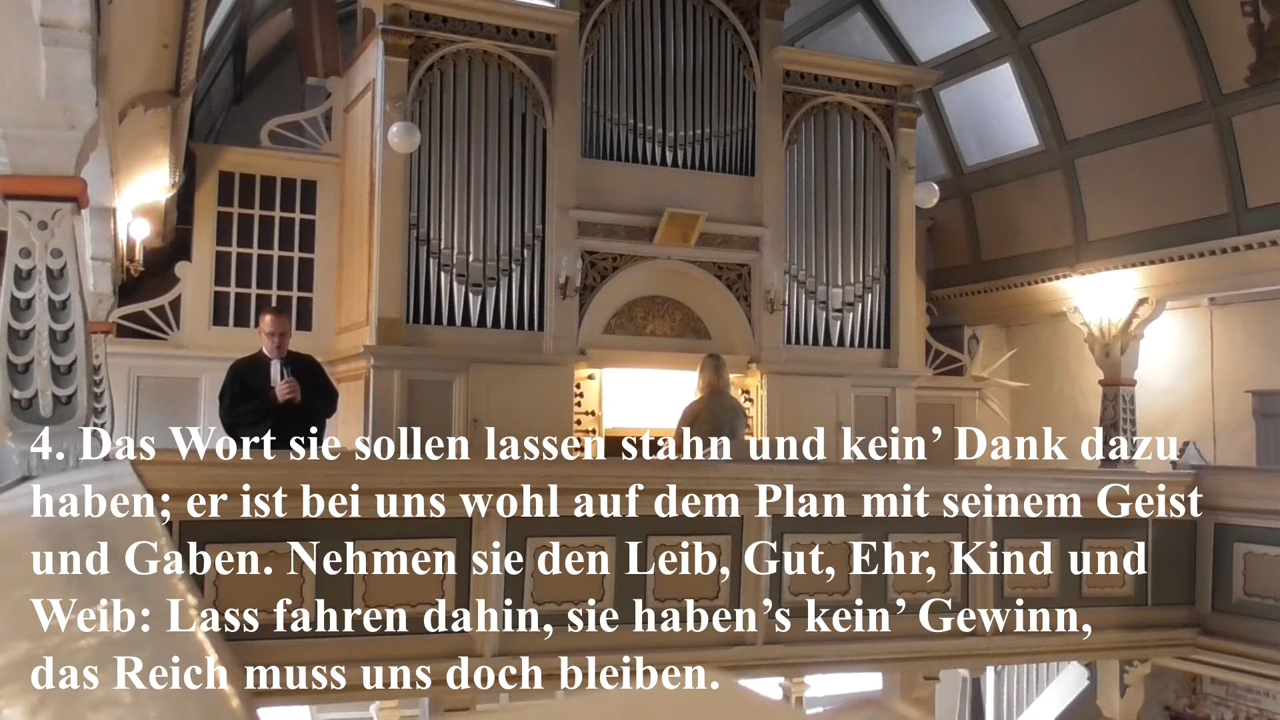 4. Das Wort sie sollen lassen stahn und kein’ Dank dazu
haben; er ist bei uns wohl auf dem Plan mit seinem Geist
und Gaben. Nehmen sie den Leib, Gut, Ehr, Kind und
Weib: Lass fahren dahin, sie haben’s kein’ Gewinn,
das Reich muss uns doch bleiben.